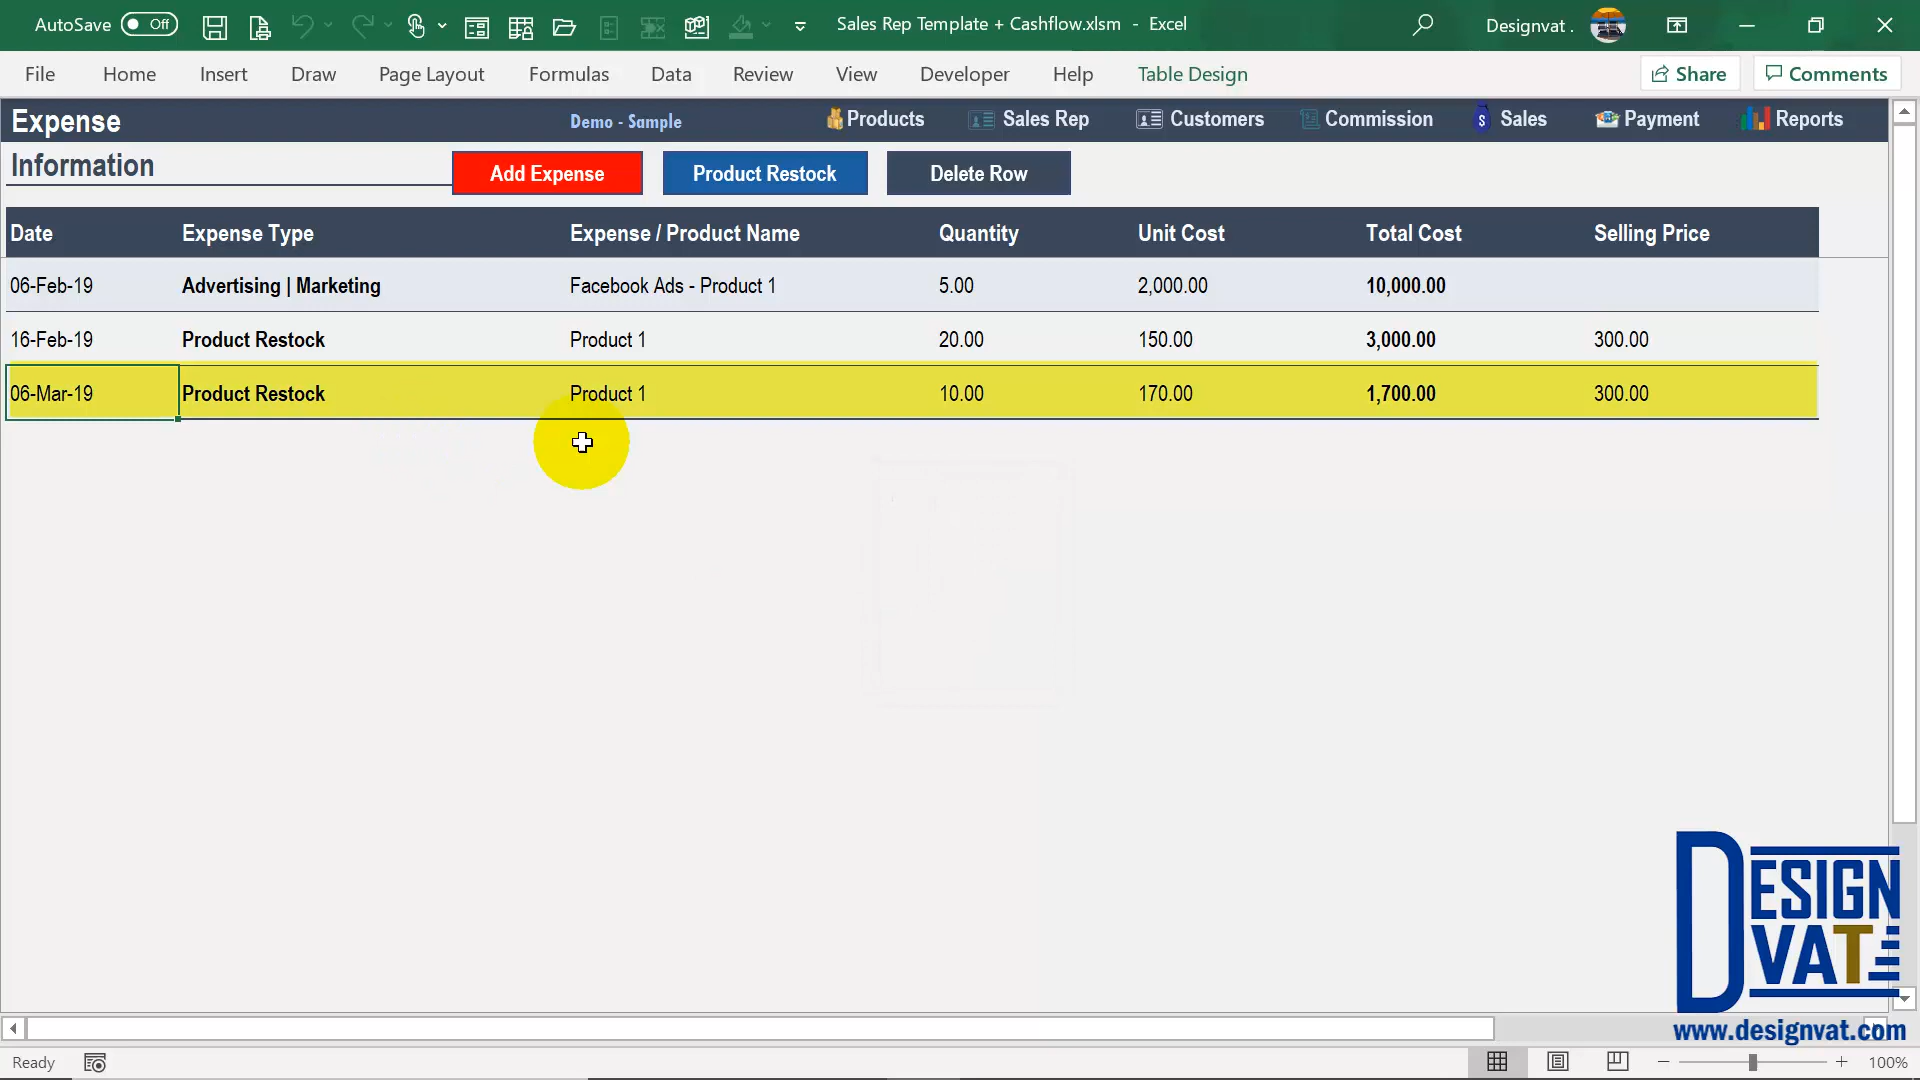 AutoSave Off Sales Rep Template + Cashflow.xlsm - Excel Designvat .
File Home Insert Draw Page Layout Formulas Data Review View Developer Help Table Design Share Comments
Expense Demo - Sample Products Sales Rep Customers Commission $ Sales Payment Reports
Information Add Expense Product Restock Delete Row
Date Expense Type Expense / Product Name Quantity Unit Cost Total Cost Selling Price
06-Feb-19 Advertising | Marketing Facebook Ads - Product 1 5.00 2,000.00 10,000.00
16-Feb-19 Product Restock Product 1 20.00 150.00 3,000.00 300.00
06-Mar-19 Product Restock Product 1 10.00 170.00 1,700.00 300.00
DESIGN
VAT
www.designvat.com
Ready 100%